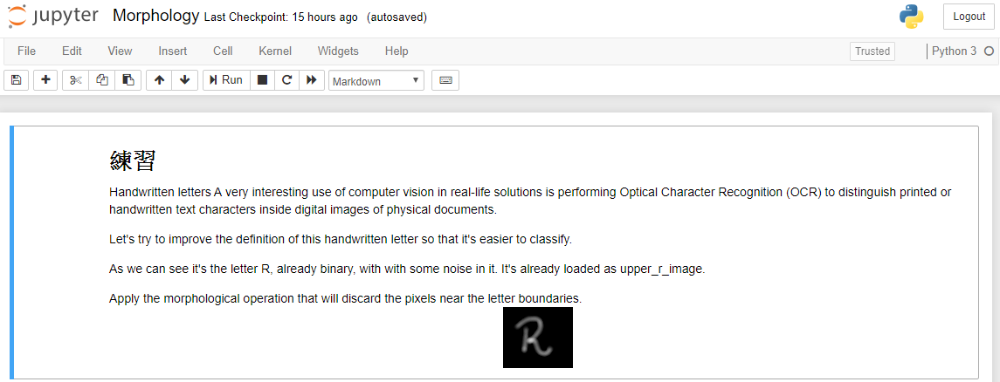 jupyter Morphology Last Checkpoint: 15 hours ago (autosaved)
Logout
File Edit View Insert Cell Kernel Widgets Help
Trusted Python 3
Run Markdown
練習
Handwritten letters A very interesting use of computer vision in real-life solutions is performing Optical Character Recognition (OCR) to distinguish printed or
handwritten text characters inside digital images of physical documents.
Let's try to improve the definition of this handwritten letter so that it's easier to classify.
As we can see it's the letter R, already binary, with with some noise in it. It's already loaded as upper_r_image.
Apply the morphological operation that will discard the pixels near the letter boundaries.
R